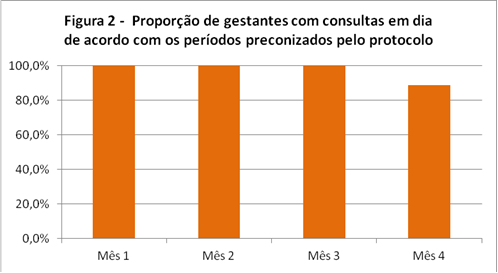 Figura 2 - Proporção de gestantes com consultas em dia
de acordo com os períodos preconizados pelo protocolo
100,0%
80,0%
60,0%
40,0%
20,0%
0,0%
Mês 1 Mês 2 Mês 3 Mês 4